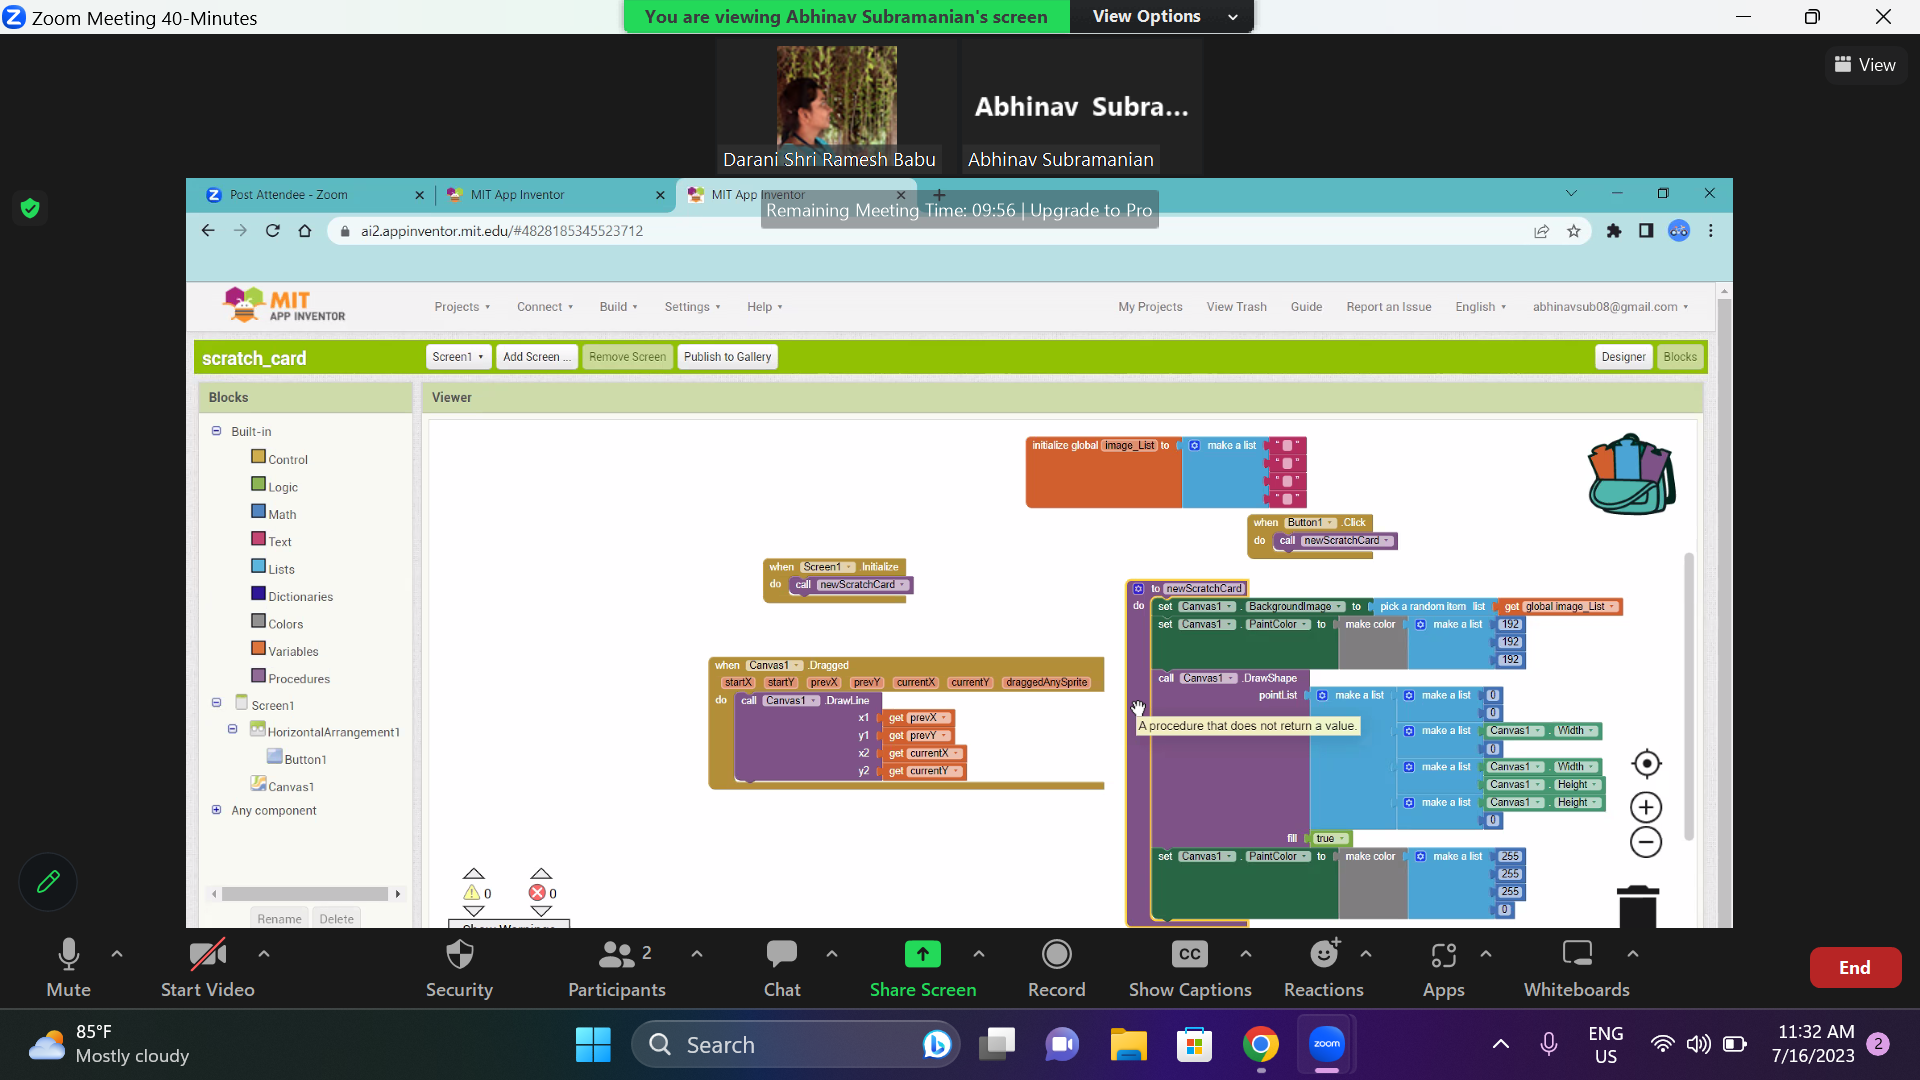 Zoom Meeting 40-Minutes
You are viewing Abhinav Subramanian's screen
View Options
View
Abhinav Subra...
Darani Shri Ramesh Babu
Abhinav Subramanian
Post Attendee - Zoom
MIT App Inventor
MIT App Inventor
Remaining Meeting Time: 09:56 | Upgrade to Pro
ai2.appinventor.mit.edu/#4828185345523712
MIT
APP INVENTOR
Projects
Connect
Build
Settings
Help
My Projects
View Trash
Guide
Report an Issue
English
abhinavsub08@gmail.com
scratch_card
Screen1
Add Screen ...
Remove Screen
Publish to Gallery
Designer
Blocks
Blocks
Built-in
Control
Logic
Math
Text
Lists
Dictionaries
Colors
Variables
Procedures
Screen1
HorizontalArrangement1
Button1
Canvas1
Any component
Rename
Delete
Viewer
initialize global image_List to make a list " "
" "
" "
" "
when Button1 .Click
do call newScratchCard
when Screen1 .Initialize
do call newScratchCard
when Canvas1 .Dragged
startX startY prevX prevY currentX currentY draggedAnySprite
do call Canvas1 .DrawLine
x1 get prevX
y1 get prevY
x2 get currentX
y2 get currentY
to newScratchCard
do set Canvas1 . BackgroundImage to pick a random item list get global image_List
set Canvas1 . PaintColor to make color make a list 192
192
192
call Canvas1 .DrawShape
pointList make a list make a list 0
0
make a list Canvas1 . Width
0
make a list Canvas1 . Width
Canvas1 . Height
make a list Canvas1 . Height
0
A procedure that does not return a value.
fill true
set Canvas1 . PaintColor to make color make a list 255
255
255
0
0
0
Show Warnings
Mute
Start Video
Security
2
Participants
Chat
Share Screen
Record
CC
Show Captions
Reactions
Apps
Whiteboards
End
85°F
Mostly cloudy
Search
zoom
ENG
US
11:32 AM
7/16/2023
2